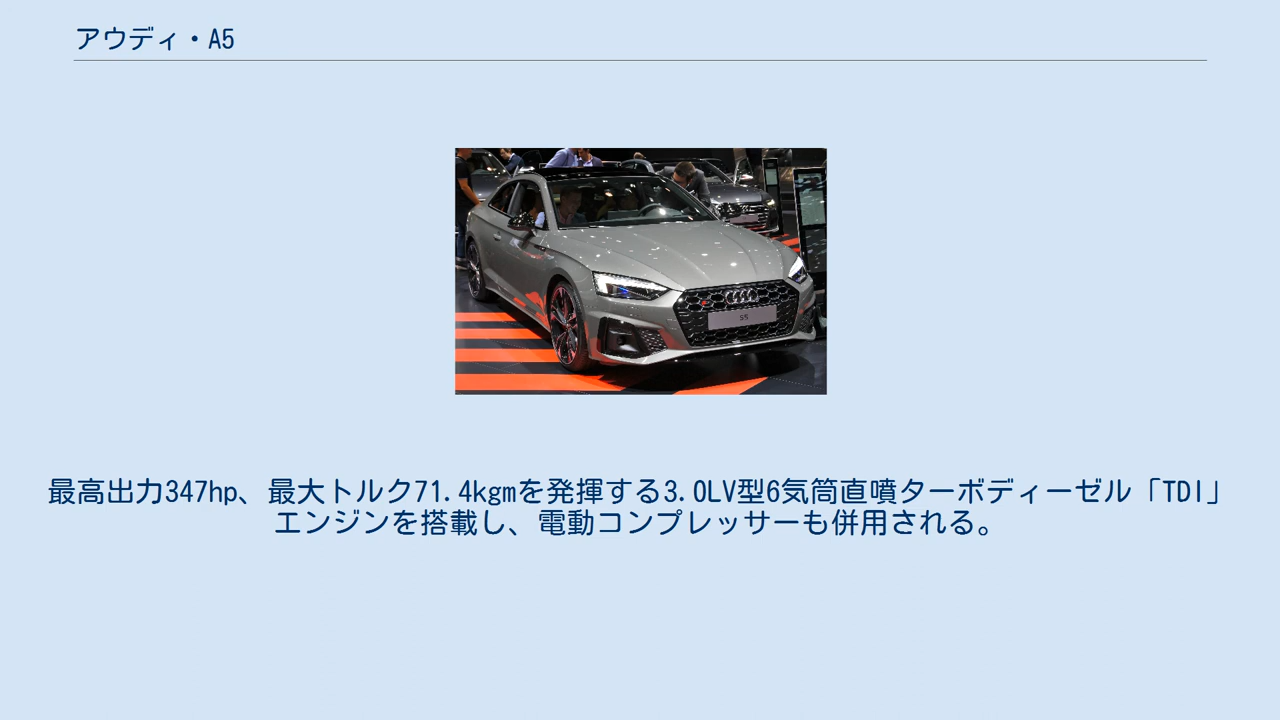 アウディ・A5
S5
最高出力347hp、最大トルク71.4kgmを発揮する3.0LV型6気筒直噴ターボディーゼル「TDI」
エンジンを搭載し、電動コンプレッサーも併用される。